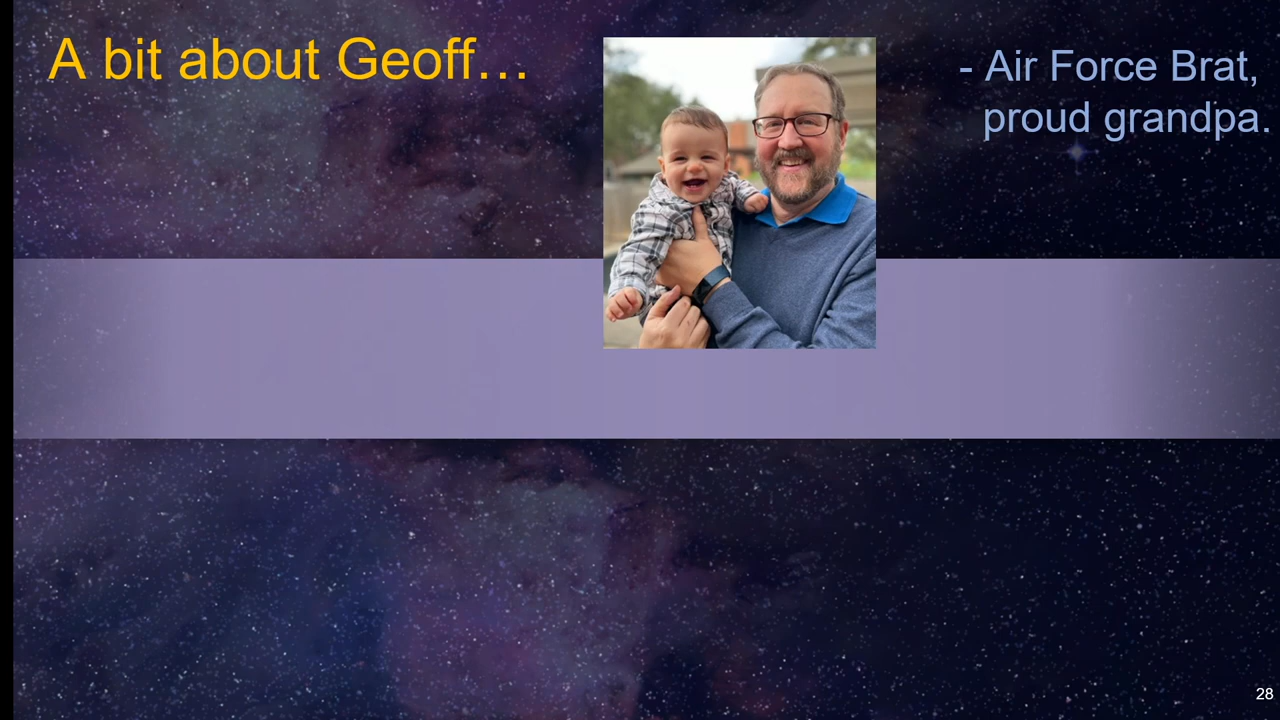 A bit about Geoff…
- Air Force Brat,
proud grandpa.
28